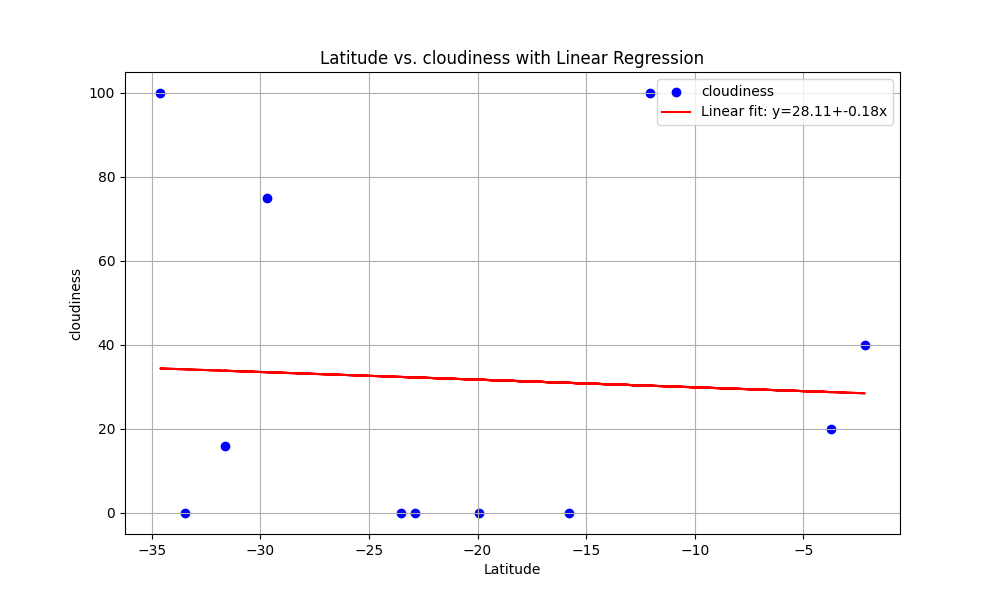 Latitude vs. cloudiness with Linear Regression
cloudiness
Linear fit: y=28.11+-0.18x
100
80
60
40
20
0
cloudiness
−35 −30 −25 −20 −15 −10 −5
Latitude